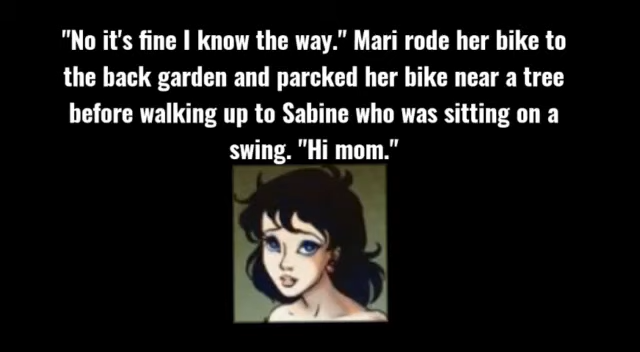 "No it's fine I know the way." Mari rode her bike to
the back garden and parcked her bike near a tree
before walking up to Sabine who was sitting on a
swing. "Hi mom."